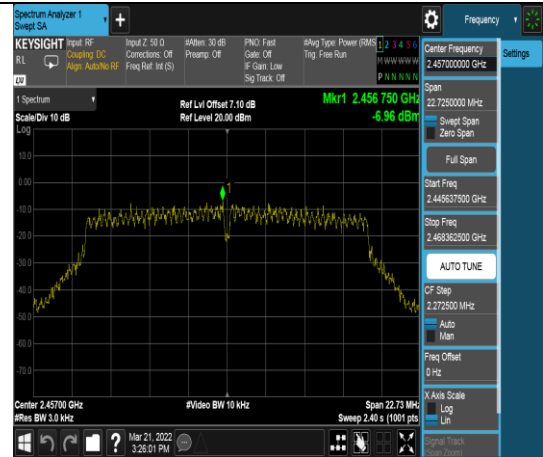 Spectrum Analyzer 1
Swept SA
+
Frequency
KEYSIGHT
RL
Input: RF
Coupling: DC
Align: Auto/No RF
Input Z: 50 Ω
Corrections: Off
Freq Ref: Int (S)
#Atten: 30 dB
Preamp: Off
PNO: Fast
Gate: Off
IF Gain: Low
Sig Track: Off
#Avg Type: Power (RMS
Trig: Free Run
1 2 3 4 5 6
M W W W W W
P N N N N N
LXI
1 Spectrum
Scale/Div 10 dB
Ref Lvl Offset 7.10 dB
Ref Level 20.00 dBm
Mkr1 2.456 750 GHz
-6.96 dBm
Log
10.0
0.00
-10.0
-20.0
-30.0
-40.0
-50.0
-60.0
-70.0
1
Center 2.45700 GHz
#Res BW 3.0 kHz
#Video BW 10 kHz
Span 22.73 MHz
Sweep 2.40 s (1001 pts
Mar 21, 2022
3:26:01 PM
?
Center Frequency
2.457000000 GHz
Settings
Span
22.7250000 MHz
Swept Span
Zero Span
Full Span
Start Freq
2.445637500 GHz
Stop Freq
2.468362500 GHz
AUTO TUNE
CF Step
2.272500 MHz
Auto
Man
Freq Offset
0 Hz
X Axis Scale
Log
Lin
Signal Track
(Span Zoom)